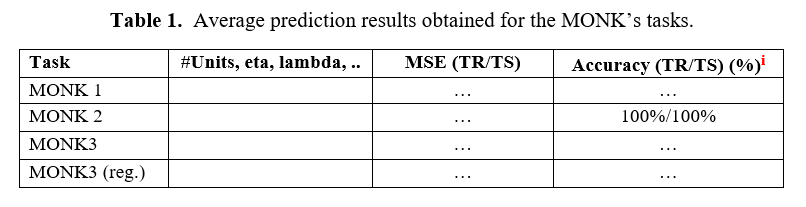 Table 1. Average prediction results obtained for the MONK's tasks.
Task #Units, eta, lambda, .. MSE (TR/TS) Accuracy (TR/TS) (%)i
MONK 1 … …
MONK 2 … 100%/100%
MONK3 … …
MONK3 (reg.) … …